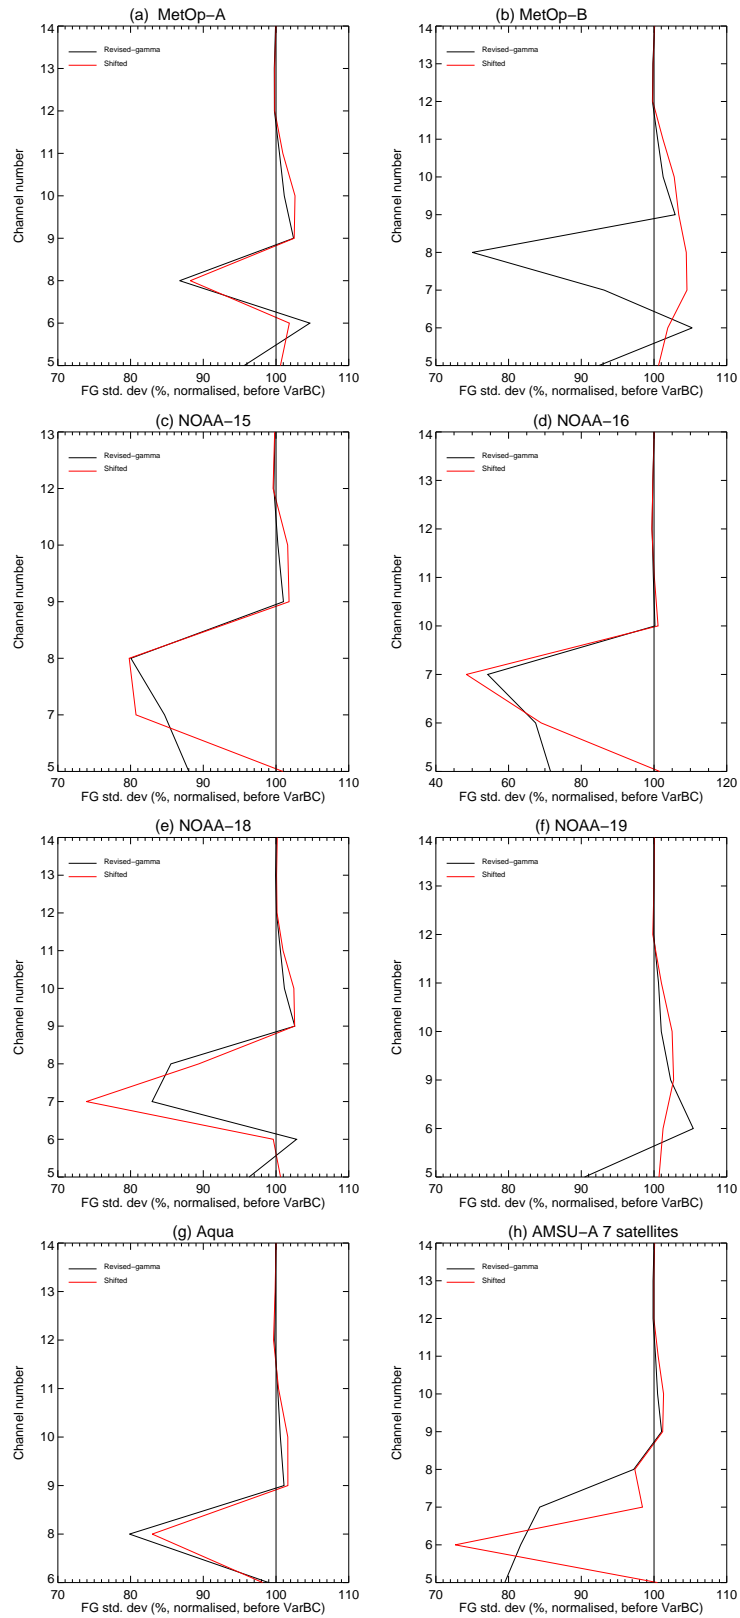 (a) MetOp−A
14
13
12
11
10
9
8
6
5
Channel number
Revised−gamma
Shifted
70 80 90 100 110
FG std. dev (%, normalised, before VarBC)
(b) MetOp−B
14
13
12
11
10
9
8
7
6
5
Channel number
Revised−gamma
Shifted
70 80 90 100 110
FG std. dev (%, normalised, before VarBC)
(c) NOAA−15
13
12
10
9
8
7
5
Channel number
Revised−gamma
Shifted
70 80 90 100 110
FG std. dev (%, normalised, before VarBC)
(d) NOAA−16
14
13
12
11
10
7
6
5
Channel number
Revised−gamma
Shifted
40 60 80 100 120
FG std. dev (%, normalised, before VarBC)
(e) NOAA−18
14
13
12
11
10
9
8
7
6
5
Channel number
Revised−gamma
Shifted
70 80 90 100 110
FG std. dev (%, normalised, before VarBC)
(f) NOAA−19
14
13
12
11
10
9
6
5
Channel number
Revised−gamma
Shifted
70 80 90 100 110
FG std. dev (%, normalised, before VarBC)
(g) Aqua
14
12
11
10
9
8
6
Channel number
Revised−gamma
Shifted
70 80 90 100 110
FG std. dev (%, normalised, before VarBC)
(h) AMSU−A 7 satellites
14
13
12
11
10
9
8
7
6
5
Channel number
Revised−gamma
Shifted
70 80 90 100 110
FG std. dev (%, normalised, before VarBC)